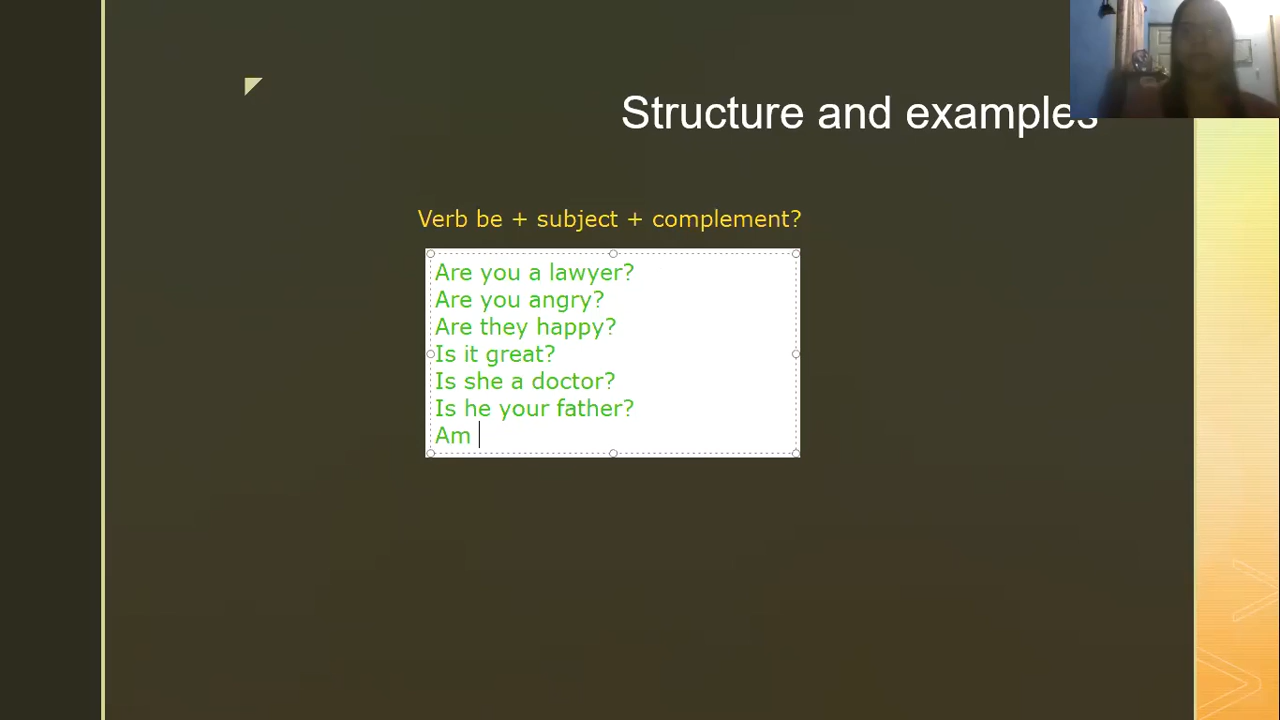 Structure and examples
Verb be + subject + complement?
Are you a lawyer?
Are you angry?
Are they happy?
Is it great?
Is she a doctor?
Is he your father?
Am